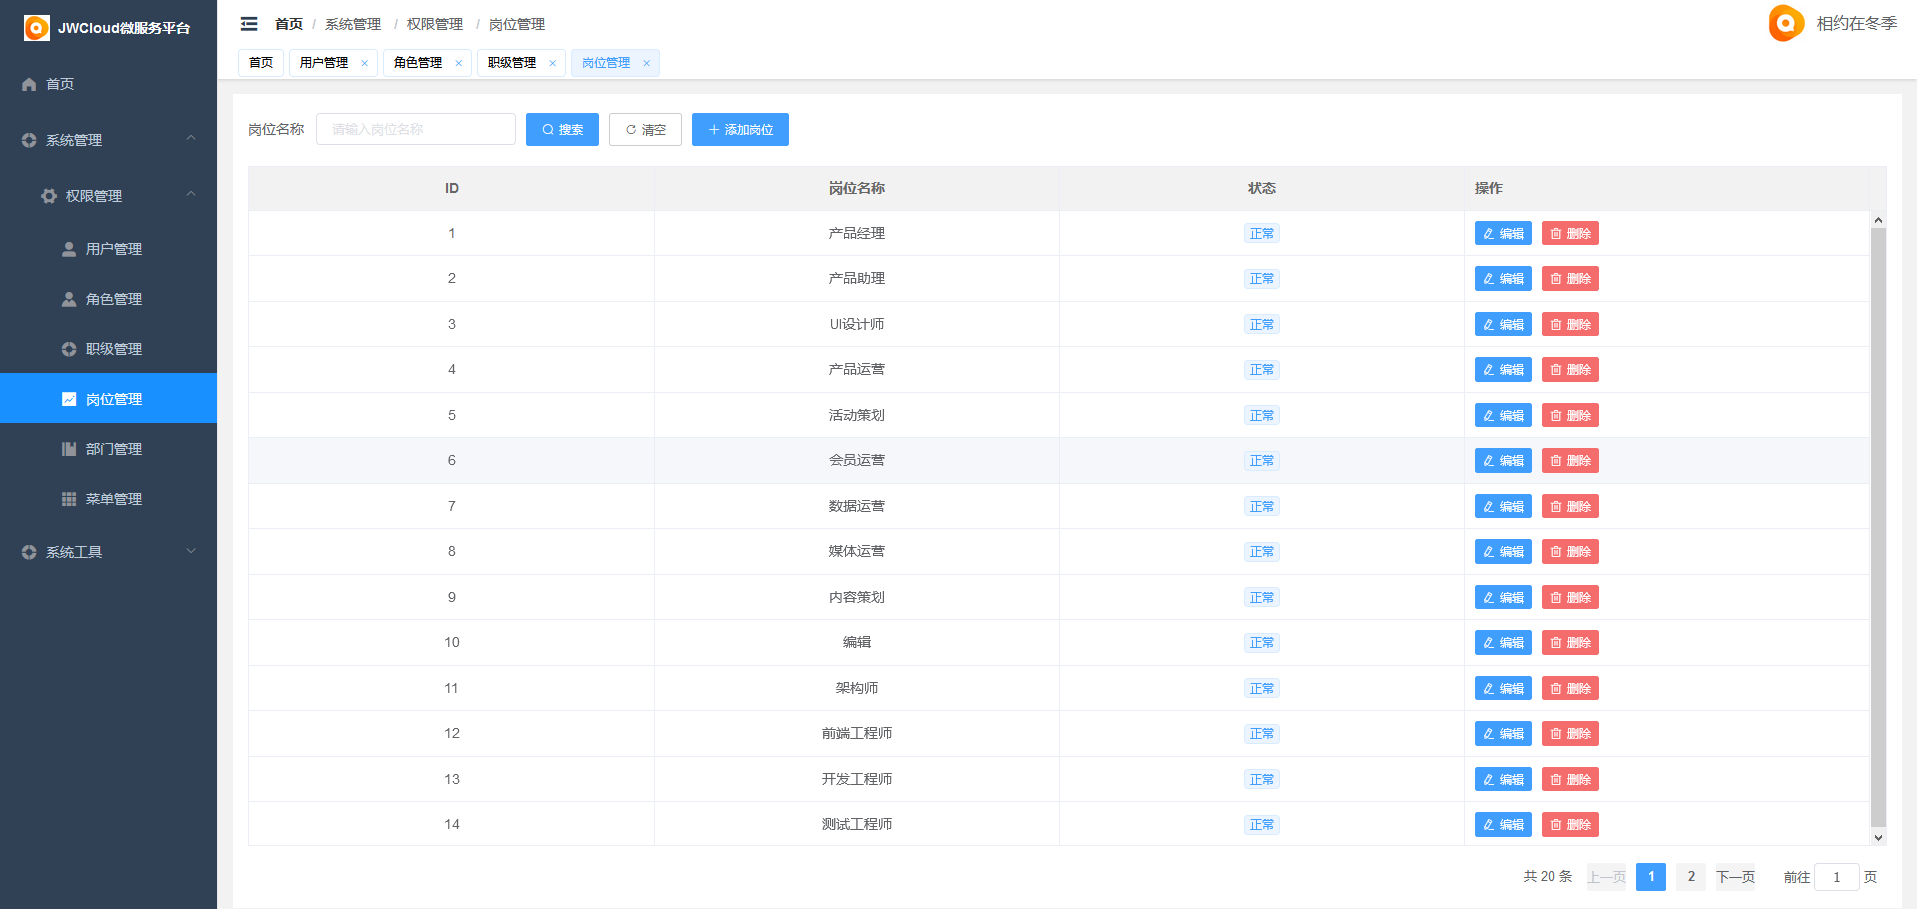 JWCloud微服务平台
首页
系统管理
权限管理
用户管理
角色管理
职级管理
岗位管理
部门管理
菜单管理
系统工具
首页 / 系统管理 / 权限管理 / 岗位管理
相约在冬季
首页 用户管理 × 角色管理 × 职级管理 × 岗位管理 ×
岗位名称 请输入岗位名称 搜索 清空 添加岗位
ID 岗位名称 状态 操作
1 产品经理 正常 编辑 删除
2 产品助理 正常 编辑 删除
3 UI设计师 正常 编辑 删除
4 产品运营 正常 编辑 删除
5 活动策划 正常 编辑 删除
6 会员运营 正常 编辑 删除
7 数据运营 正常 编辑 删除
8 媒体运营 正常 编辑 删除
9 内容策划 正常 编辑 删除
10 编辑 正常 编辑 删除
11 架构师 正常 编辑 删除
12 前端工程师 正常 编辑 删除
13 开发工程师 正常 编辑 删除
14 测试工程师 正常 编辑 删除
共 20 条 上一页 1 2 下一页 前往 1 页